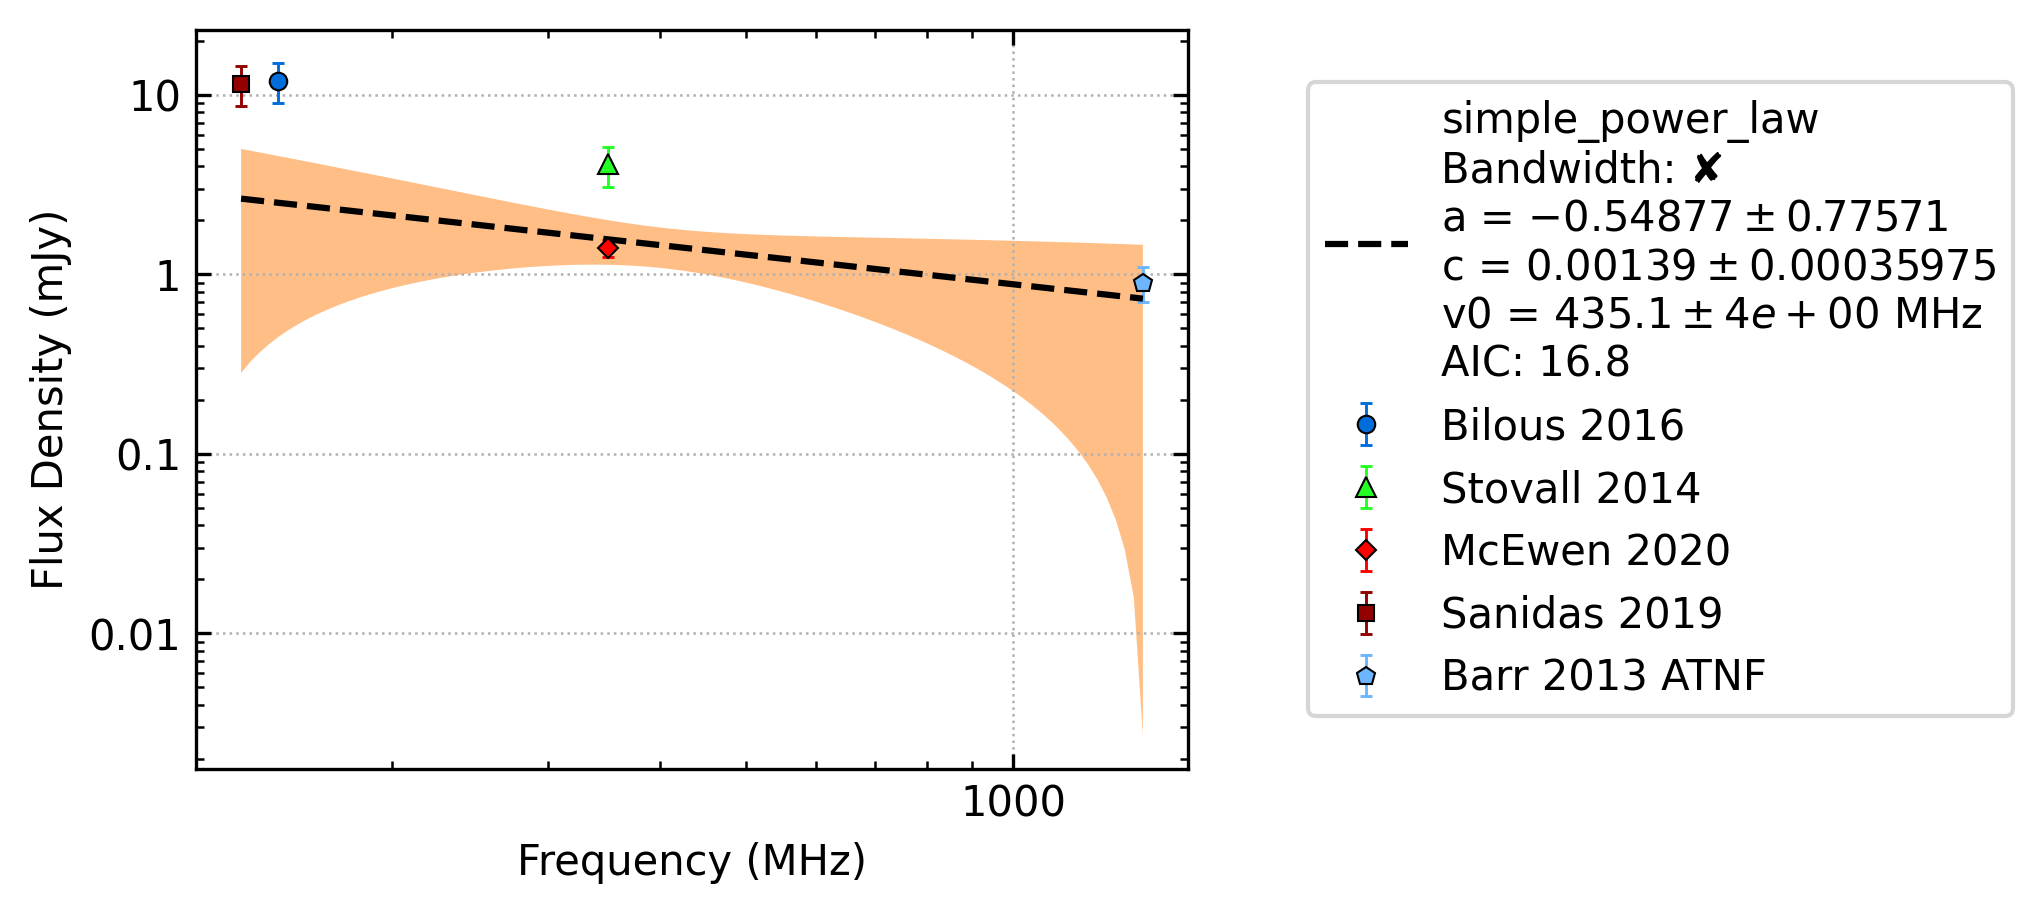 10
1
0.1
0.01
Flux Density (mJy)
1000
Frequency (MHz)
simple_power_law
Bandwidth: ✘
a = −0.54877 ± 0.77571
c = 0.00139 ± 0.00035975
v0 = 435.1 ± 4e + 00 MHz
AIC: 16.8
Bilous 2016
Stovall 2014
McEwen 2020
Sanidas 2019
Barr 2013 ATNF